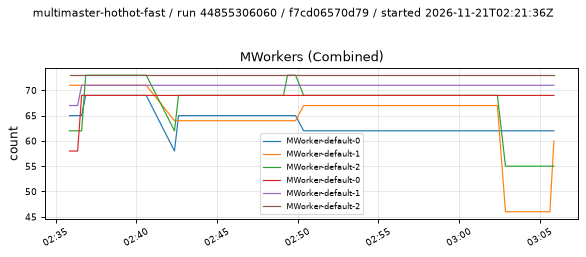 multimaster-hothot-fast / run 44855306060 / f7cd06570d79 / started 2026-11-21T02:21:36Z
MWorkers (Combined)
count
70
65
60
55
50
45
MWorker-default-0
MWorker-default-1
MWorker-default-2
MWorker-default-0
MWorker-default-1
MWorker-default-2
02:35
02:40
02:45
02:50
02:55
03:00
03:05